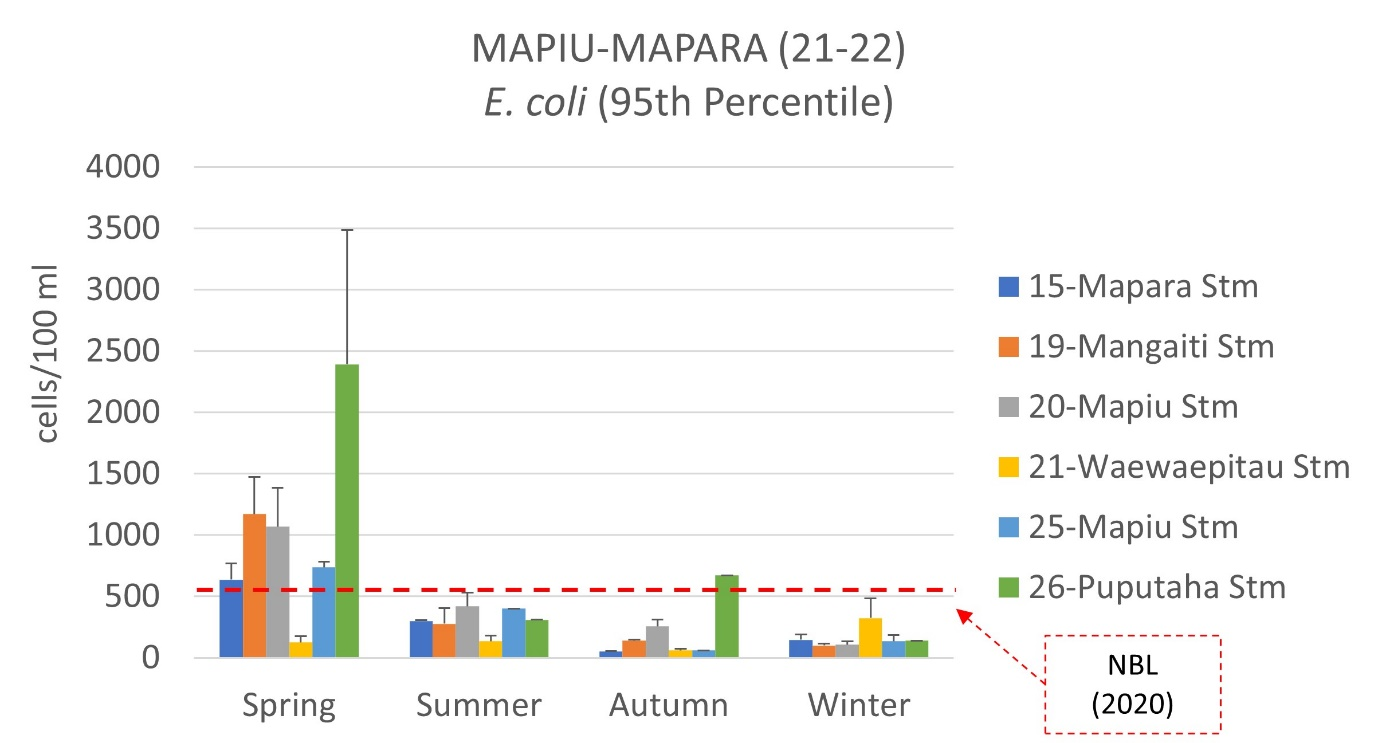 MAPIU-MAPARA (21-22)
E. coli (95th Percentile)
4000
3500
3000
2500
2000
1500
1000
500
0
cells/100 ml
Spring
Summer
Autumn
Winter
15-Mapara Stm
19-Mangaiti Stm
20-Mapiu Stm
21-Waewaepitau Stm
25-Mapiu Stm
26-Puputaha Stm
NBL
(2020)